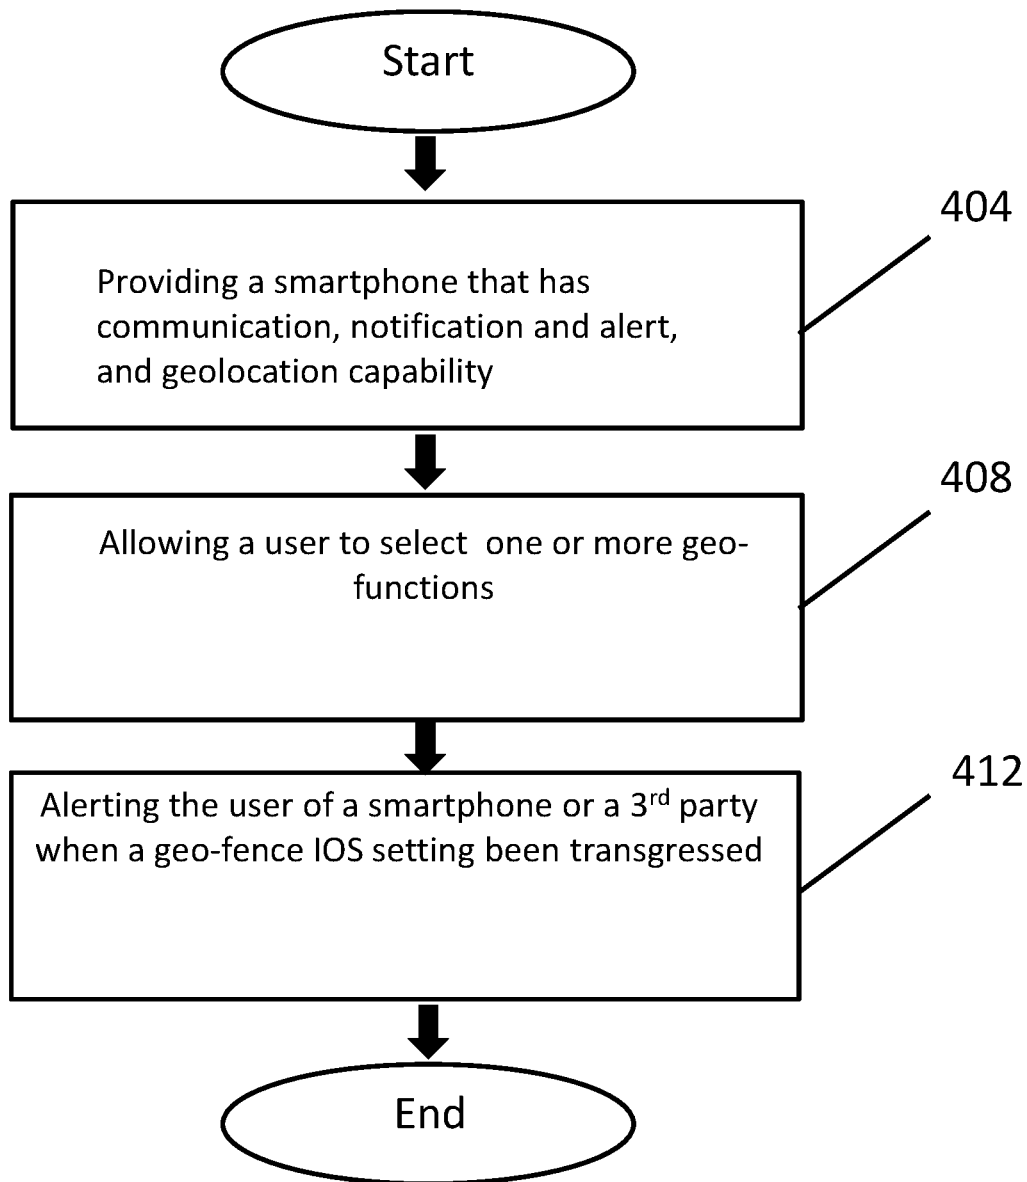 Start
404
Providing a smartphone that has
communication, notification and alert,
and geolocation capability
408
Allowing a user to select  one or more geo-
functions
412
Alerting the user of a smartphone or a 3rd party
when a geo-fence IOS setting been transgressed
End